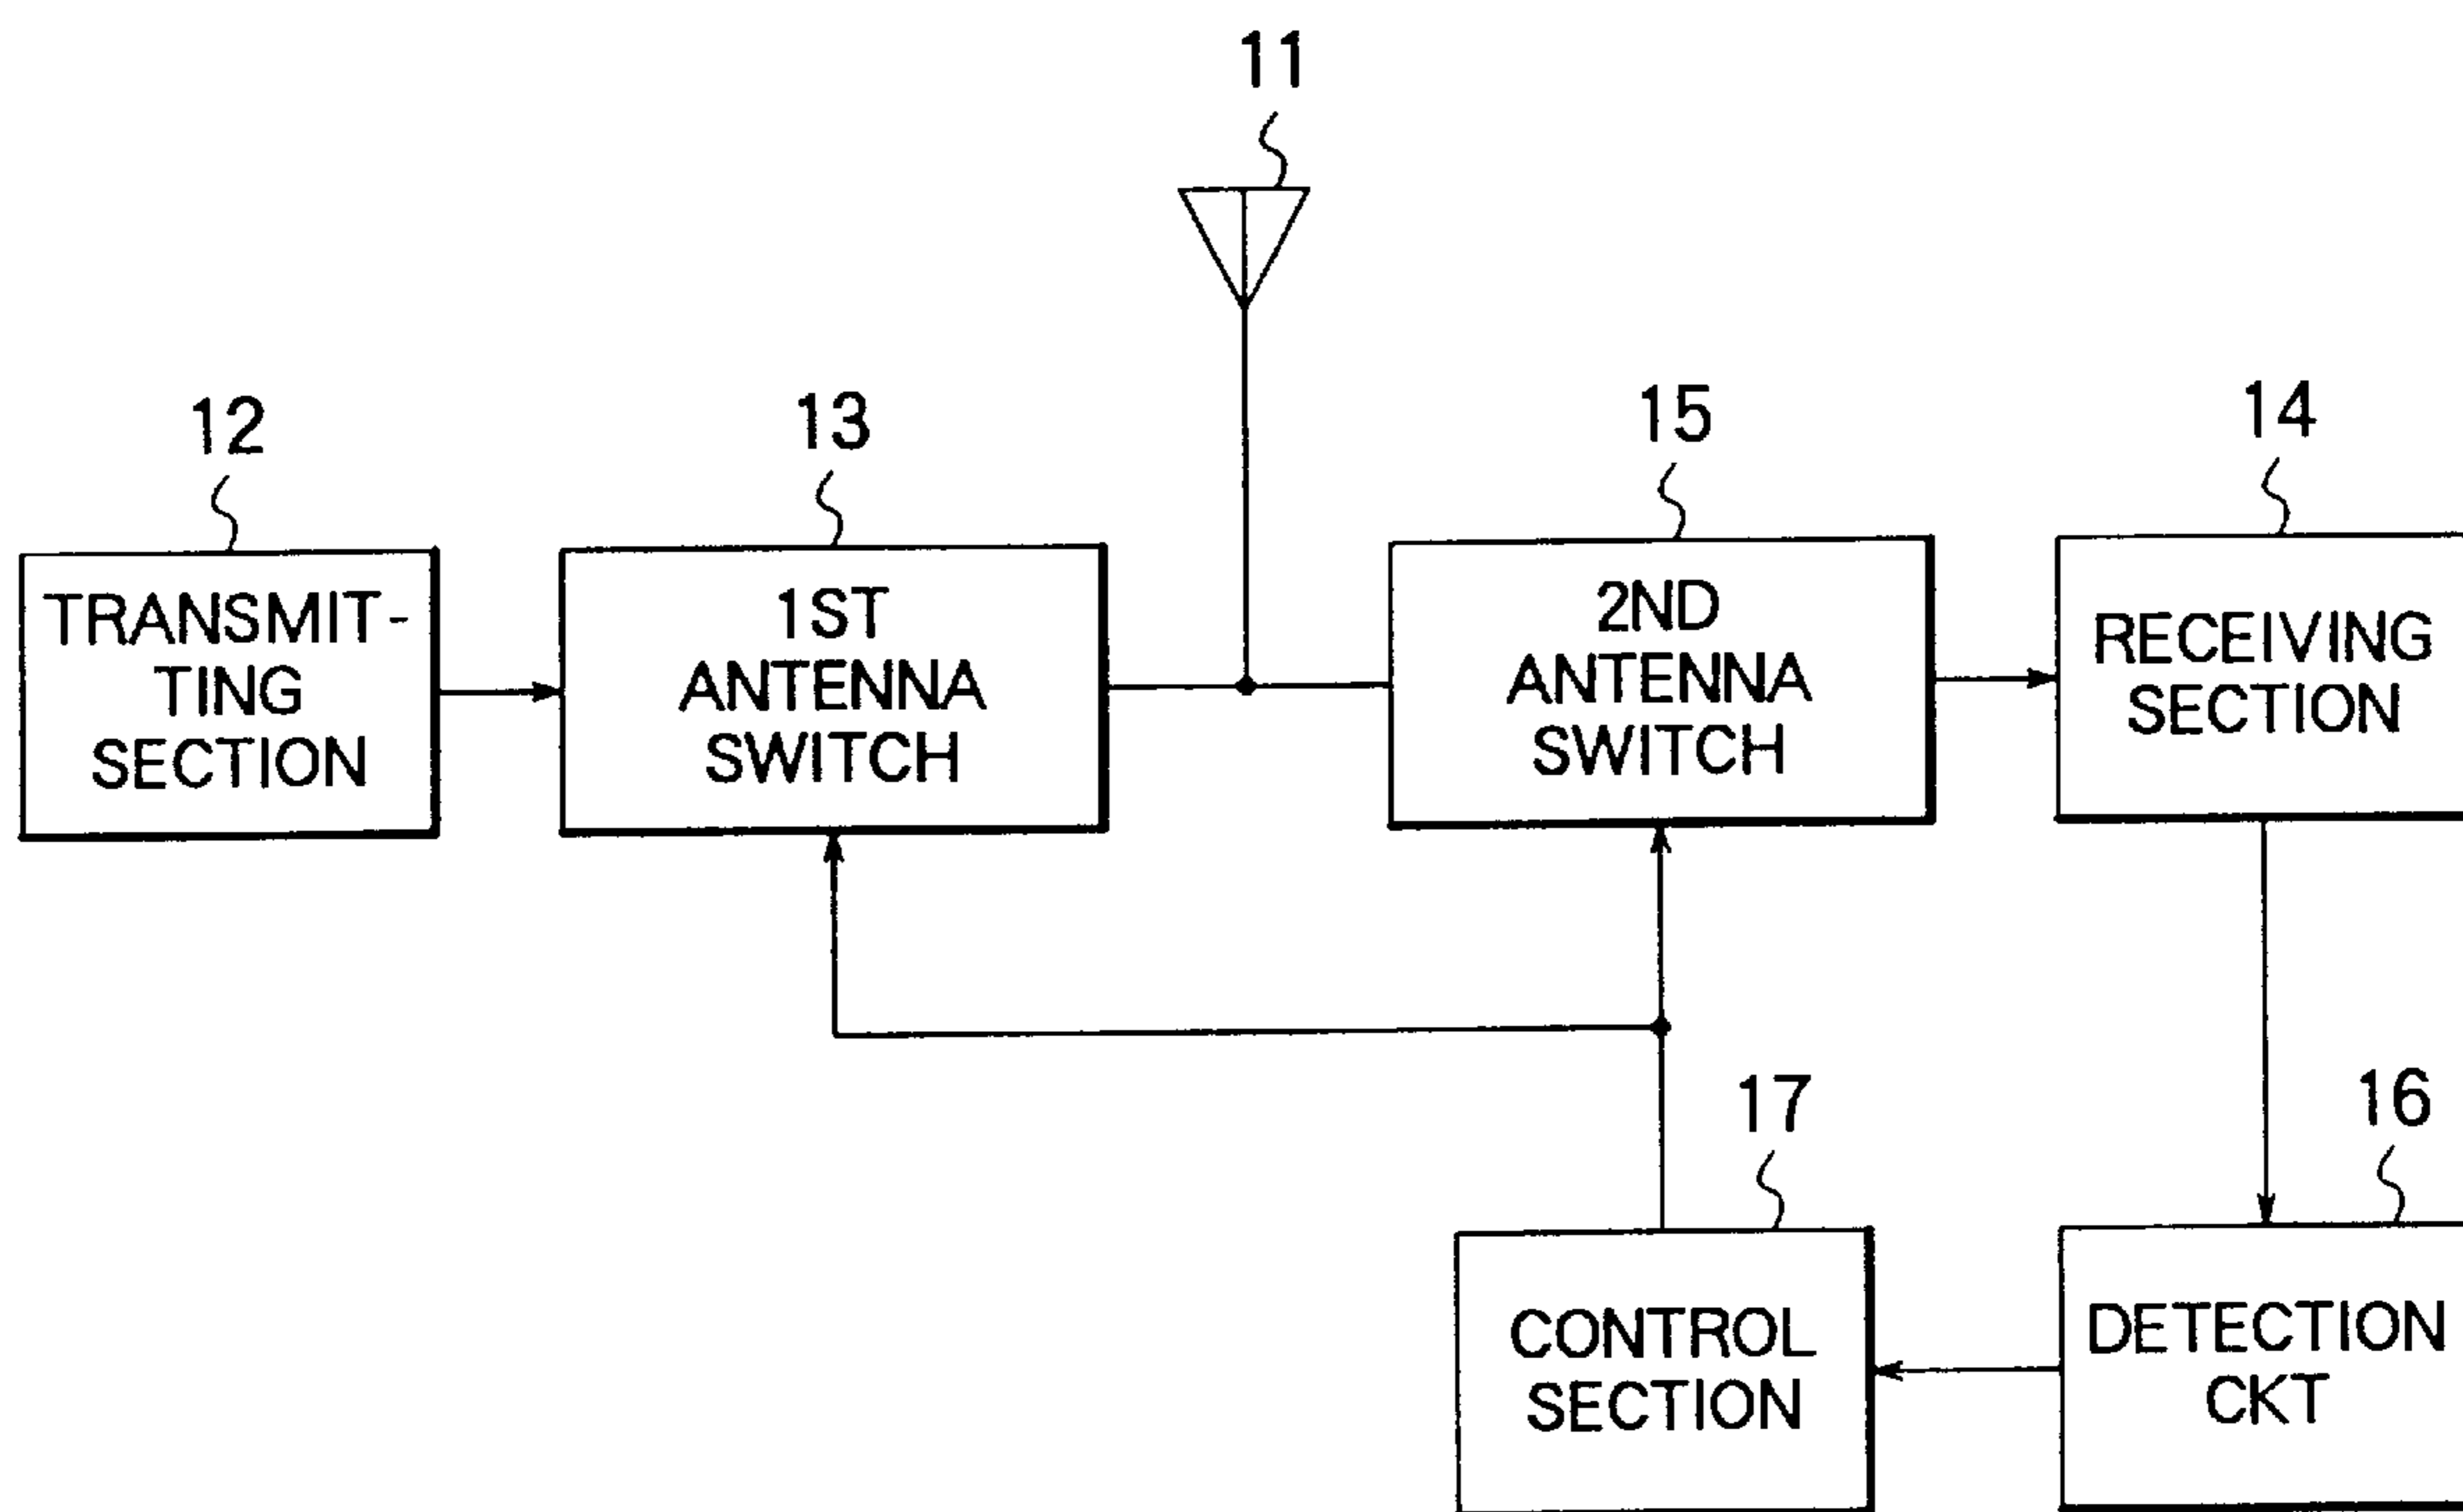 11
12
13
15
14
TRANSMIT-
TING
SECTION
1ST
ANTENNA
SWITCH
2ND
ANTENNA
SWITCH
RECEIVING
SECTION
17
16
CONTROL
SECTION
DETECTION
CKT